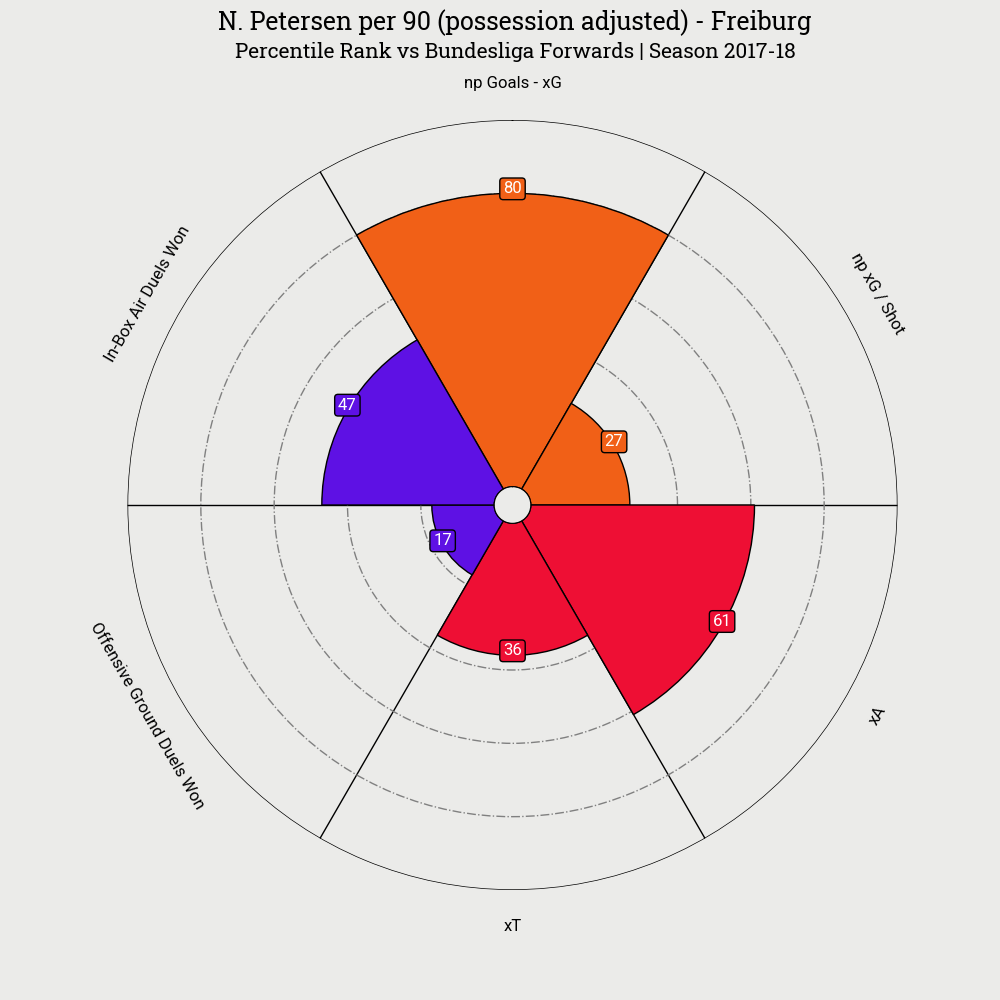 N. Petersen per 90 (possession adjusted) - Freiburg
Percentile Rank vs Bundesliga Forwards | Season 2017-18
np Goals - xG
80
In-Box Air Duels Won
np xG / Shot
47
27
17
61
36
Offensive Ground Duels Won
xA
xT